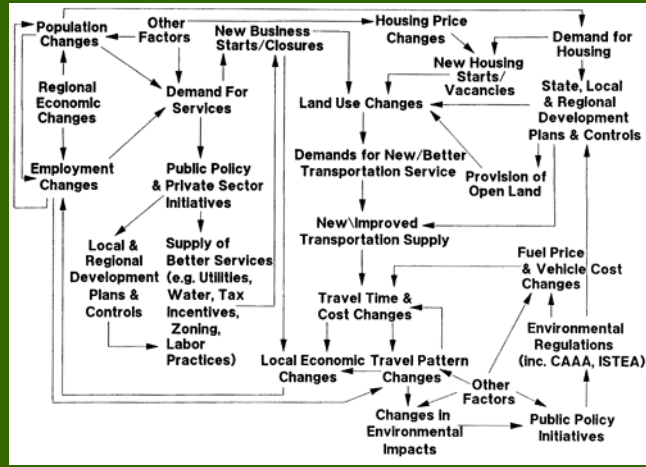 Population
Changes
Other
Factors
New Business
Starts/Closures
Housing Price
Changes
Demand for
Housing
Regional
Economic
Changes
Demand For
Services
Land Use Changes
New Housing
Starts/
Vacancies
State, Local
& Regional
Development
Plans & Controls
Employment
Changes
Public Policy
& Private Sector
Initiatives
Demands for New/Better
Transportation Service
Provision of
Open Land
New\Improved
Transportation Supply
Local &
Regional
Development
Plans &
Controls
Supply of
Better Services
(e.g. Utilities,
Water, Tax
Incentives,
Zoning,
Labor
Practices)
Fuel Price
& Vehicle Cost
Changes
Travel Time &
Cost Changes
Environmental
Regulations
(inc. CAAA, ISTEA)
Local Economic
Changes
Travel Pattern
Changes
Other
Factors
Changes in
Environmental
Impacts
Public Policy
Initiatives